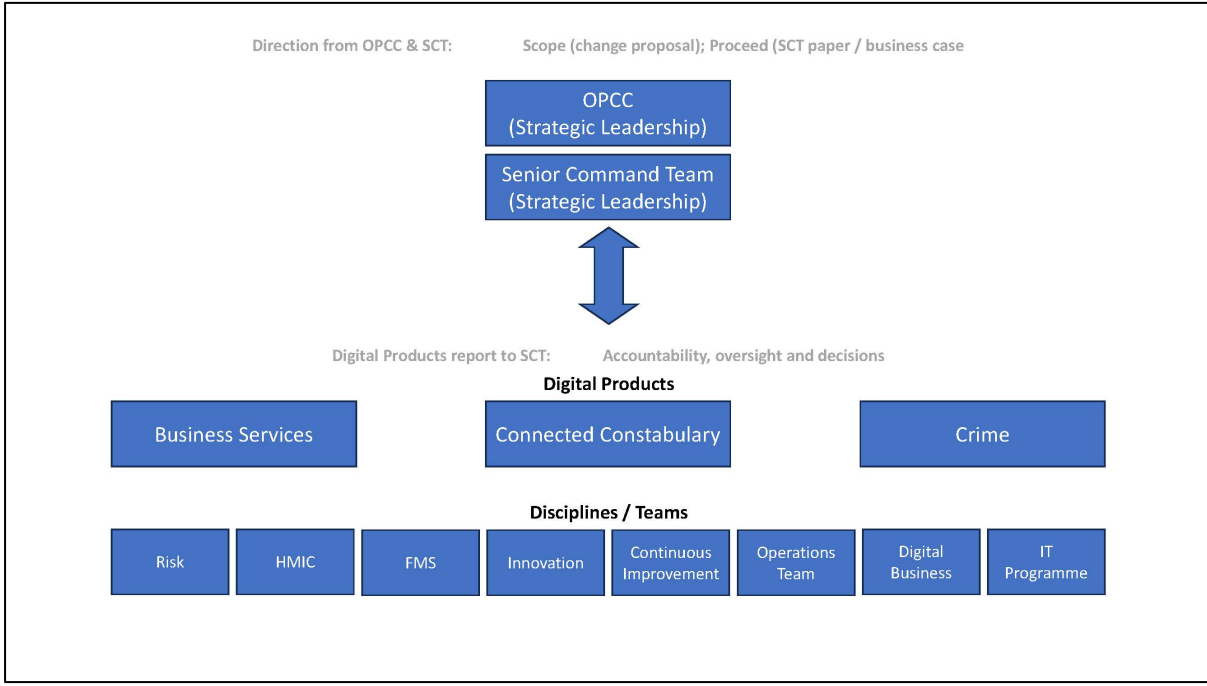 Direction from OPCC & SCT: Scope (change proposal); Proceed (SCT paper / business case
OPCC
(Strategic Leadership)
Senior Command Team
(Strategic Leadership)
Digital Products report to SCT: Accountability, oversight and decisions
Digital Products
Business Services
Connected Constabulary
Crime
Disciplines / Teams
Risk
HMIC
FMS
Innovation
Continuous
Improvement
Operations
Team
Digital
Business
IT
Programme